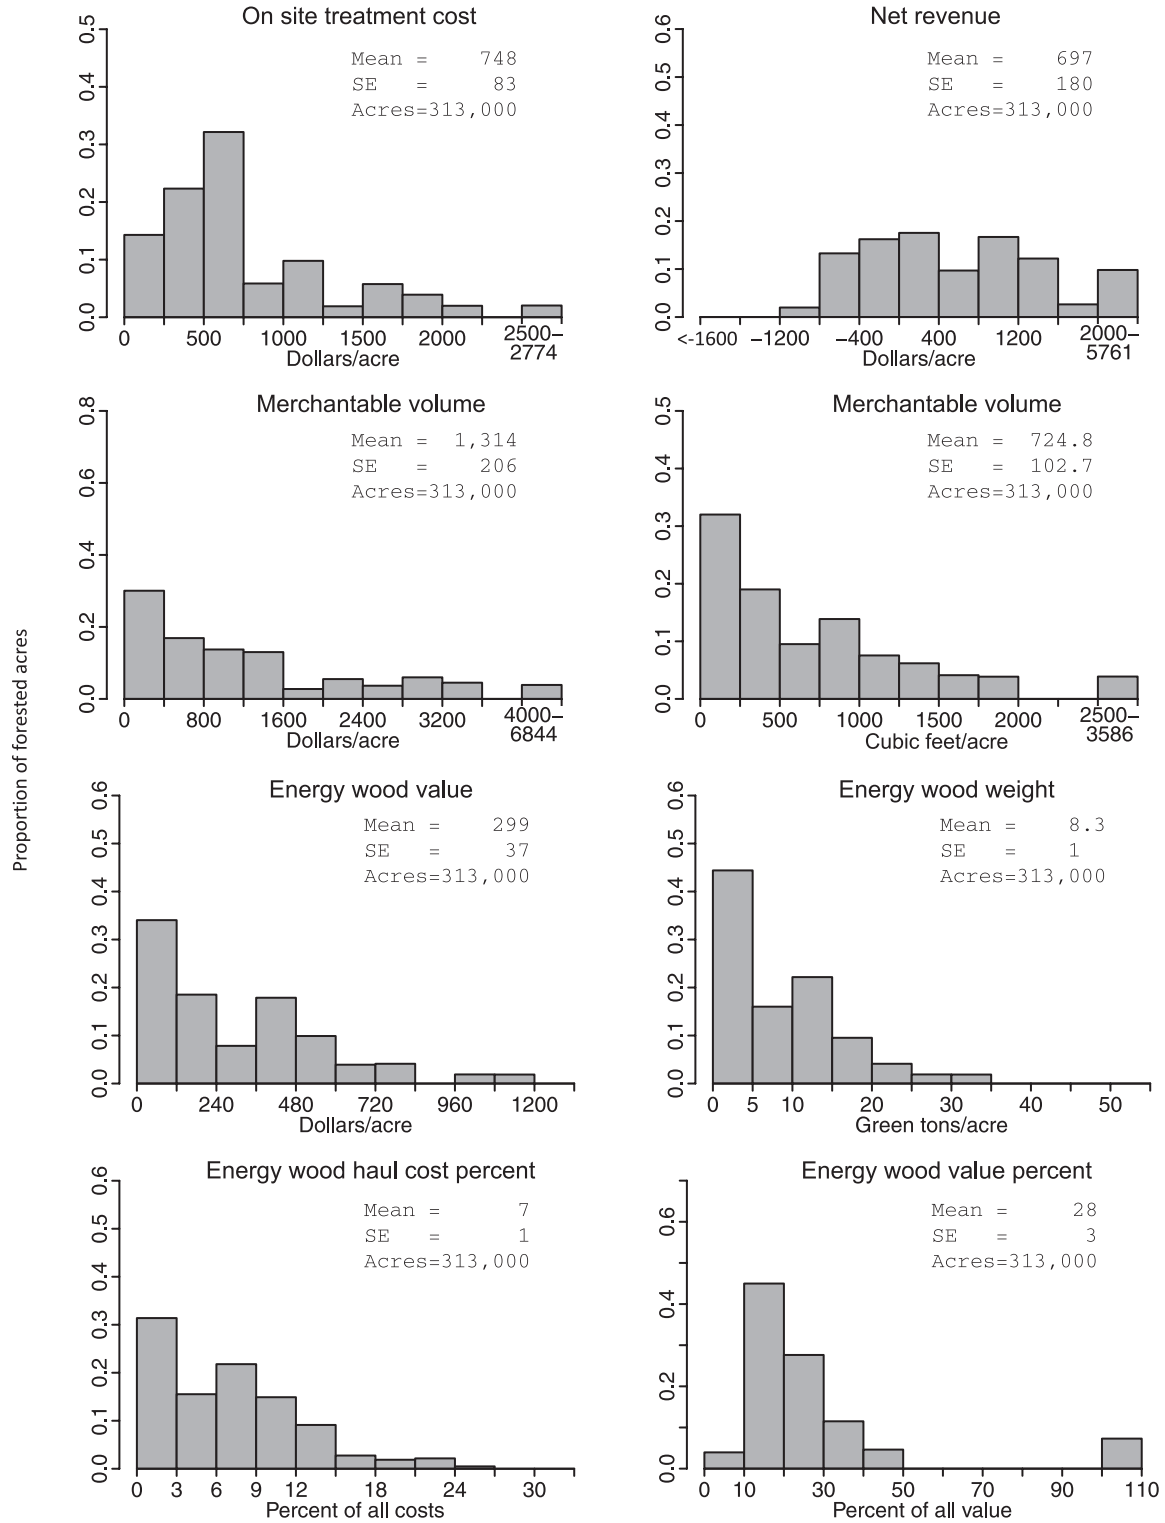 Proportion of forested acres
On site treatment cost
0.5
0.4
0.3
0.2
0.1
0.0
Mean = 748
SE = 83
Acres=313,000
0 500 1000 2000 2500–
2774
Dollars/acre
Net revenue
0.6
0.5
0.4
0.3
0.2
0.1
0.0
Mean = 697
SE = 180
Acres=313,000
<-1600 −1200 −400 400 1200 2000–
5761
Dollars/acre
Merchantable volume
0.8
0.6
0.4
0.2
0.0
Mean = 1,314
SE = 206
Acres=313,000
0 800 1600 2400 3200 4000–
6844
Dollars/acre
Merchantable volume
0.5
0.4
0.3
0.2
0.1
0.0
Mean = 724.8
SE = 102.7
Acres=313,000
0 500 1000 1500 2000 2500–
3586
Cubic feet/acre
Energy wood value
0.6
0.5
0.4
0.3
0.2
0.1
0.0
Mean = 299
SE = 37
Acres=313,000
0 240 480 720 960 1200
Dollars/acre
Energy wood weight
0.6
0.5
0.4
0.3
0.2
0.1
0.0
Mean = 8.3
SE = 1
Acres=313,000
0 5 10 20 30 40 50
Green tons/acre
Energy wood haul cost percent
0.6
0.5
0.4
0.3
0.2
0.1
0.0
Mean = 7
SE = 1
Acres=313,000
0 3 6 9 12 18 24 30
Percent of all costs
Energy wood value percent
0.6
0.4
0.2
0.0
Mean = 28
SE = 3
Acres=313,000
0 10 30 50 70 90 110
Percent of all value